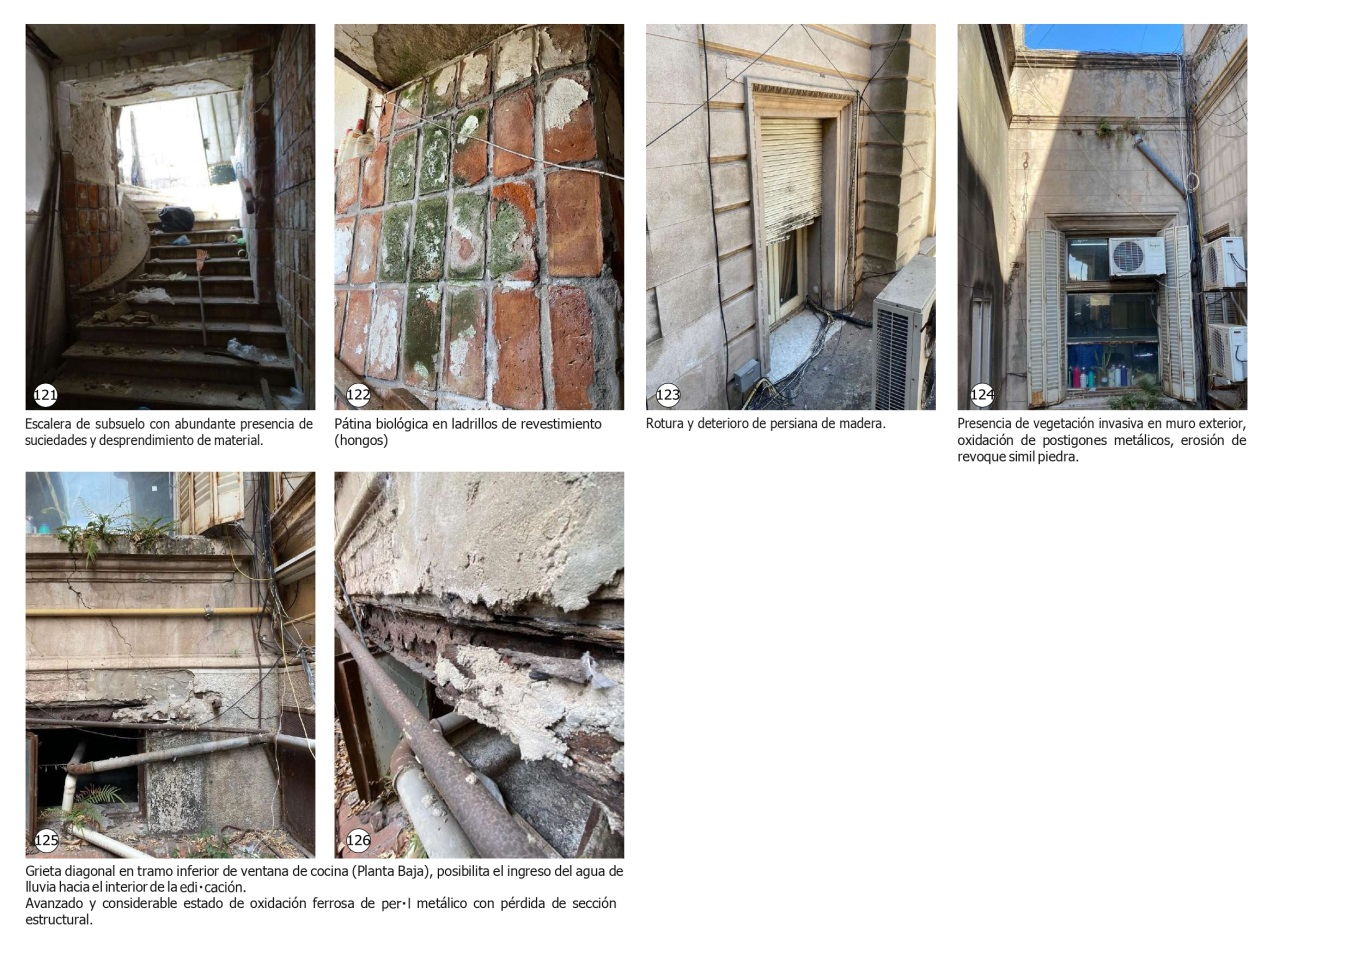 121
Escalera de subsuelo con abundante presencia de
suciedades y desprendimiento de material.
122
Pátina biológica en ladrillos de revestimiento
(hongos)
123
Rotura y deterioro de persiana de madera.
124
Presencia de vegetación invasiva en muro exterior,
oxidación de postigones metálicos, erosión de
revoque simil piedra.
125
126
Grieta diagonal en tramo inferior de ventana de cocina (Planta Baja), posibilita el ingreso del agua de
lluvia hacia el interior de la edi·cación.
Avanzado y considerable estado de oxidación ferrosa de per·l metálico con pérdida de sección
estructural.